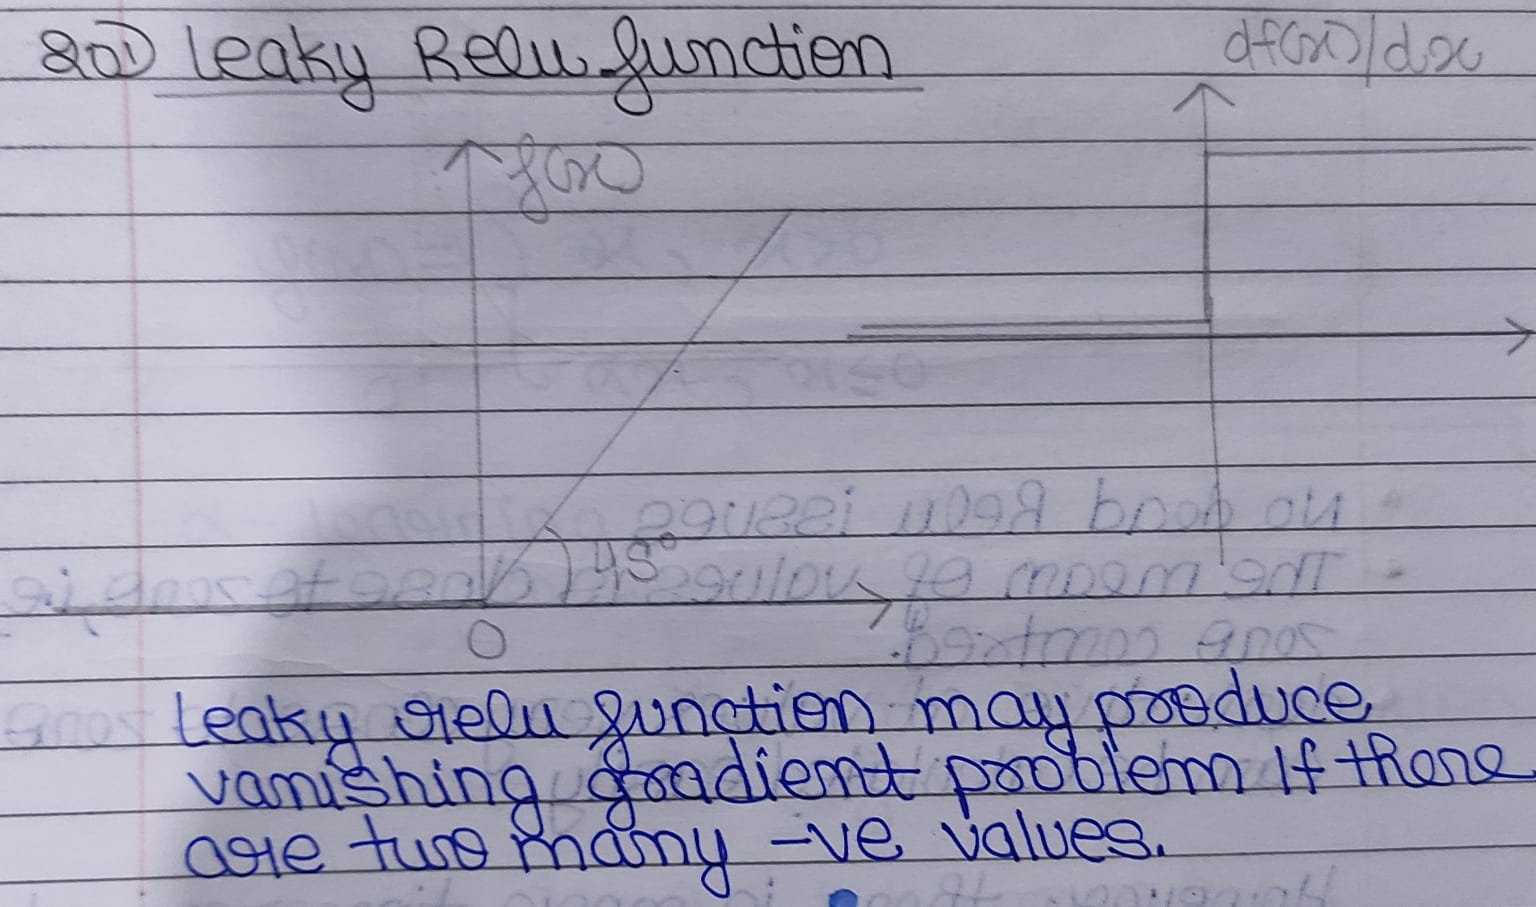 20) Leaky Relu function
df(x)/dx
f(x)
45°
0
Leaky relu function may produce
vanishing gradient problem If there
are two many -ve values.